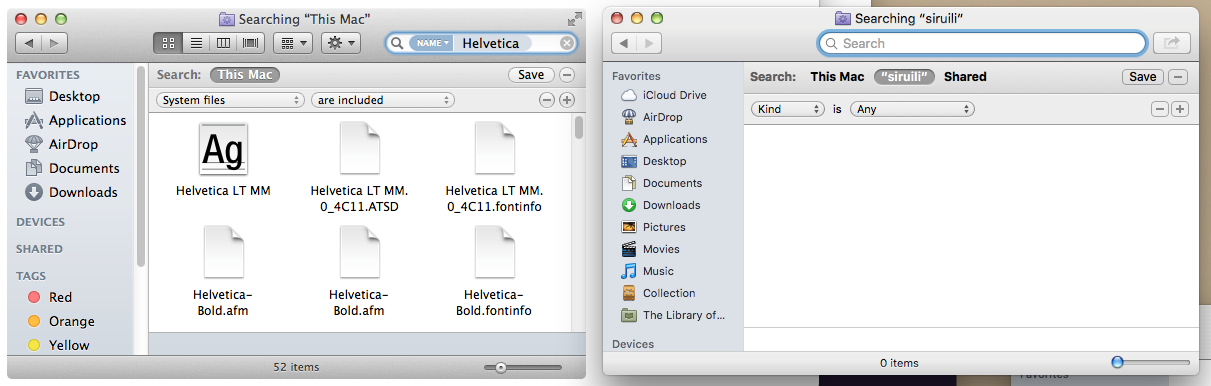 Searching “This Mac”
NAME Helvetica
FAVORITES
Desktop
Applications
AirDrop
Documents
Downloads
DEVICES
SHARED
TAGS
Red
Orange
Yellow
Search: This Mac Save
System files are included
Helvetica LT MM
Helvetica LT MM.
0_4C11.ATSD
Helvetica LT MM.
0_4C11.fontinfo
Helvetica-
Bold.afm
Helvetica-
Bold.afm
Helvetica-
Bold.fontinfo
52 items
Searching “siruili”
Search
Favorites
iCloud Drive
AirDrop
Applications
Desktop
Documents
Downloads
Pictures
Movies
Music
Collection
The Library of...
Devices
Search: This Mac “siruili” Shared Save
Kind is Any
0 items
Favorites